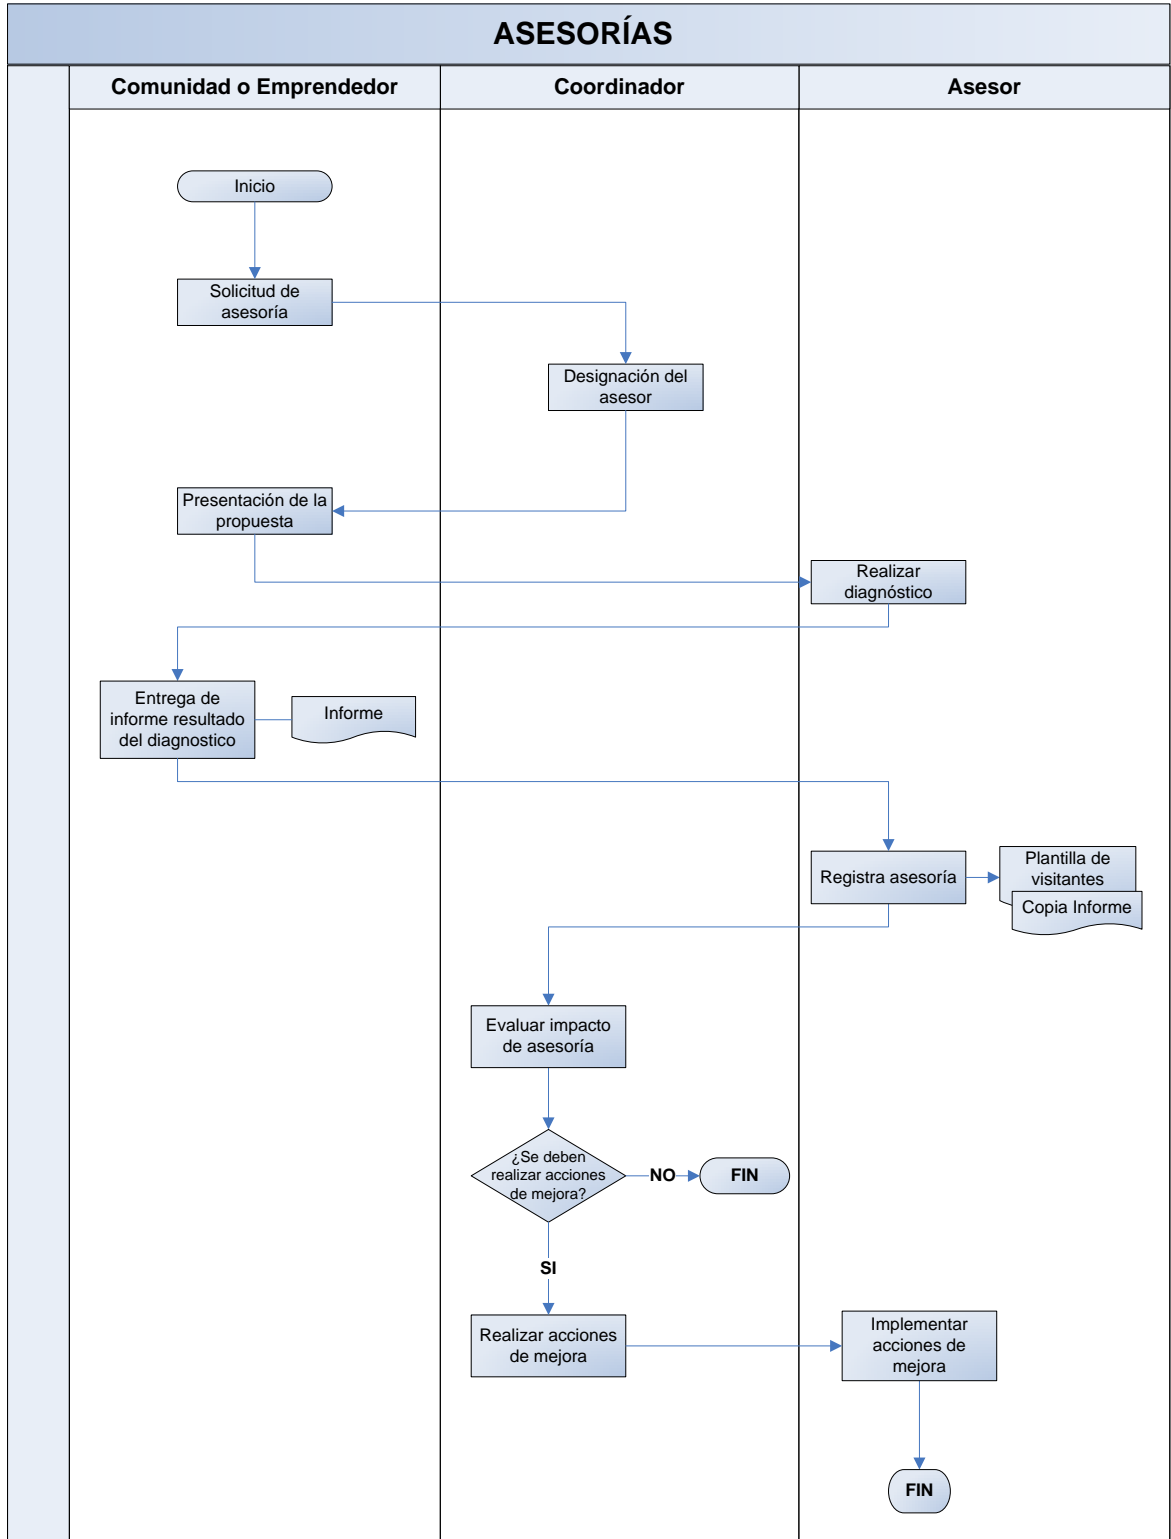 ASESORÍAS
Comunidad o Emprendedor
Coordinador
Asesor
Inicio
Solicitud de
asesoría
Designación del
asesor
Presentación de la
propuesta
Realizar
diagnóstico
Entrega de
informe resultado
del diagnostico
Informe
Registra asesoría
Plantilla de
visitantes
Copia Informe
Evaluar impacto
de asesoría
¿Se deben
realizar acciones
de mejora?
NO
FIN
SI
Realizar acciones
de mejora
Implementar
acciones de
mejora
FIN